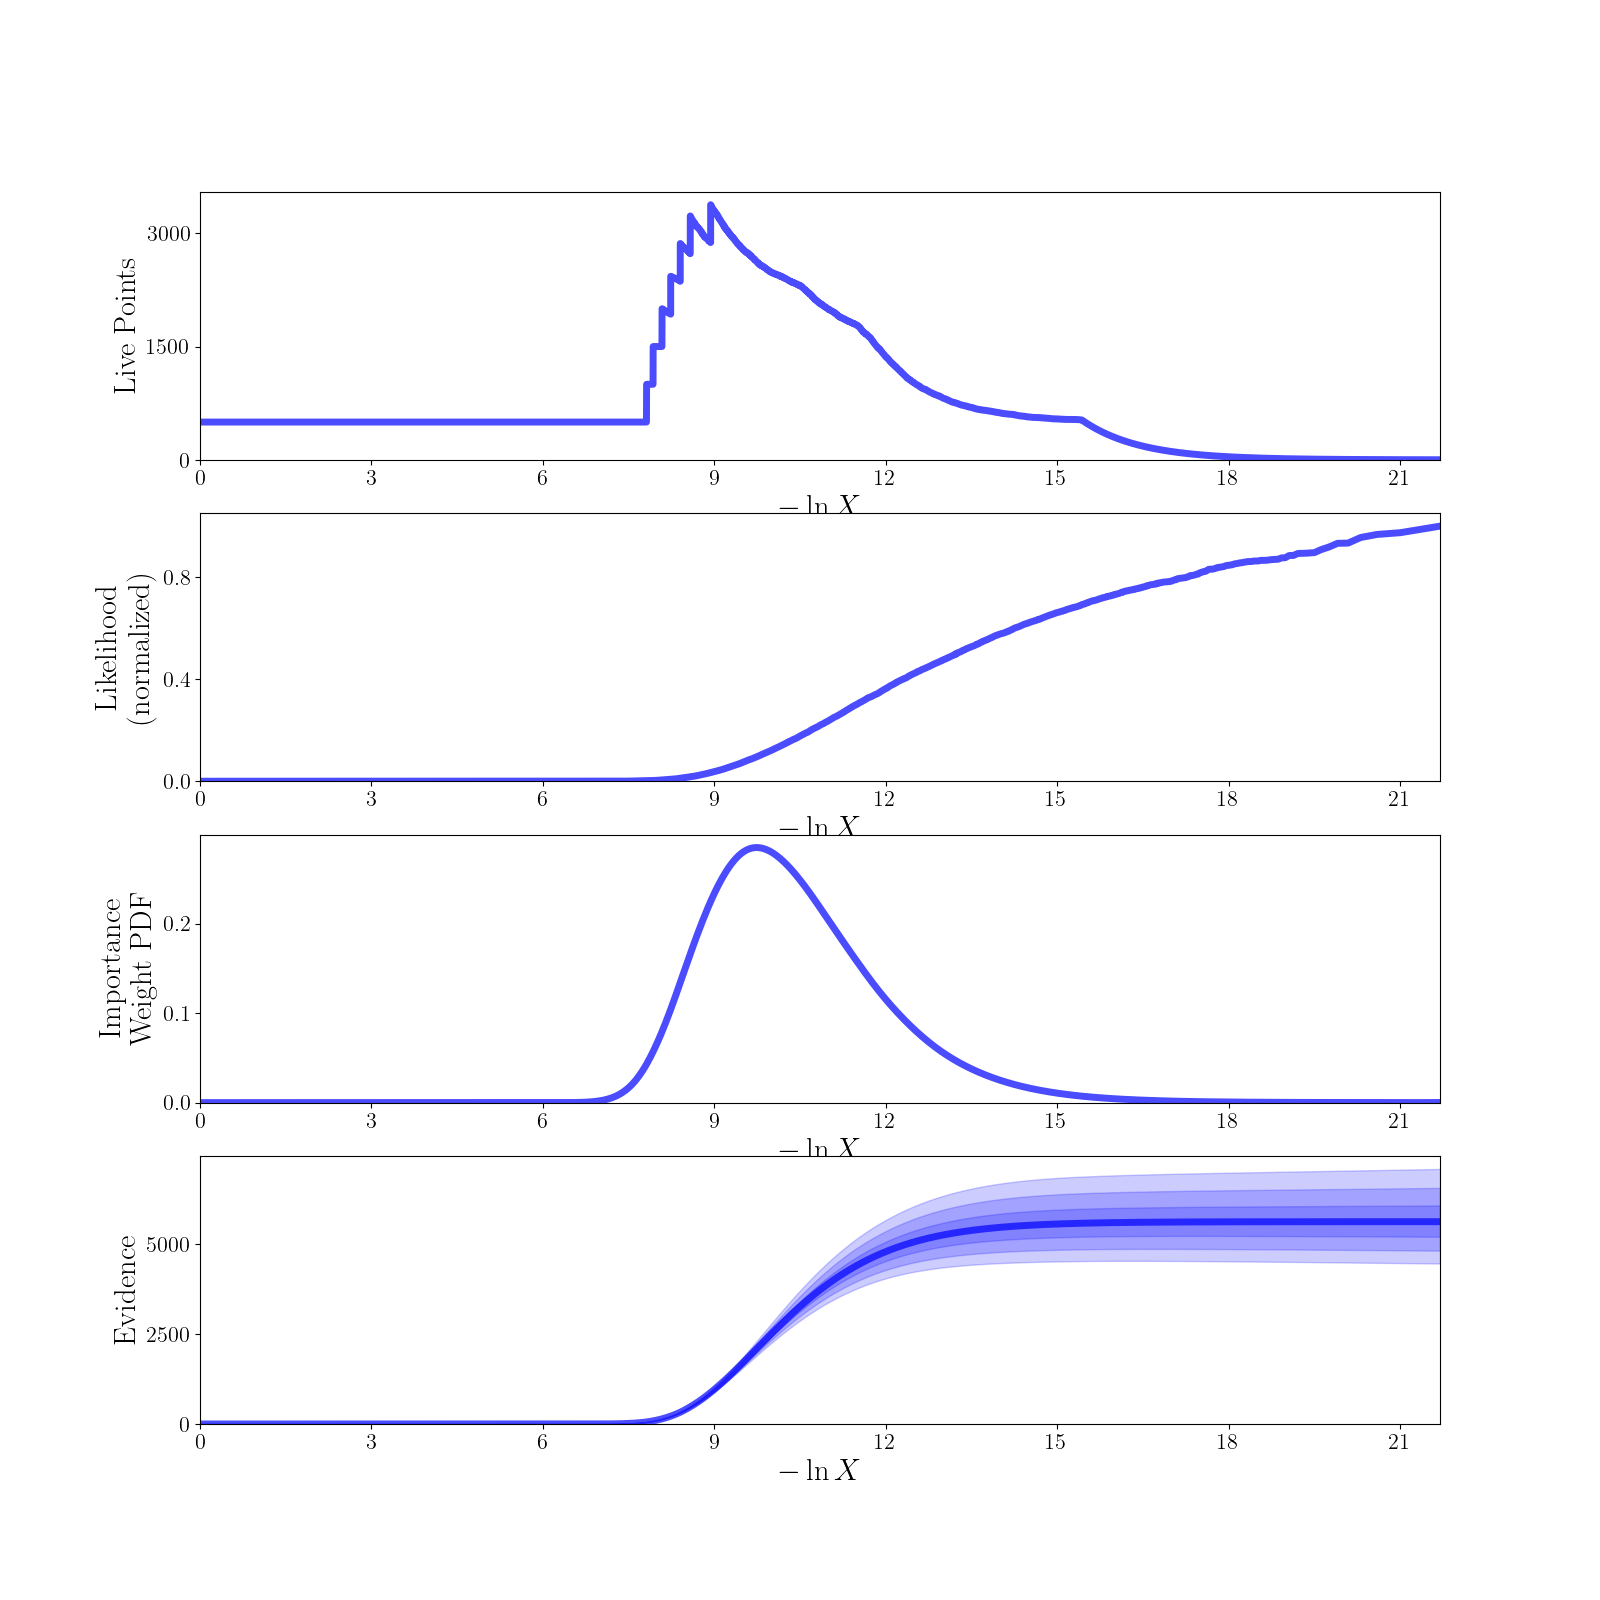 Live Points
3000
1500
0
0 3 6 9 12 15 18 21
− ln X
Likelihood
(normalized)
0.8
0.4
0.0
0 3 6 9 12 15 18 21
− ln X
Importance
Weight PDF
0.2
0.1
0.0
0 3 6 9 12 15 18 21
− ln X
Evidence
5000
2500
0
0 3 6 9 12 15 18 21
− ln X